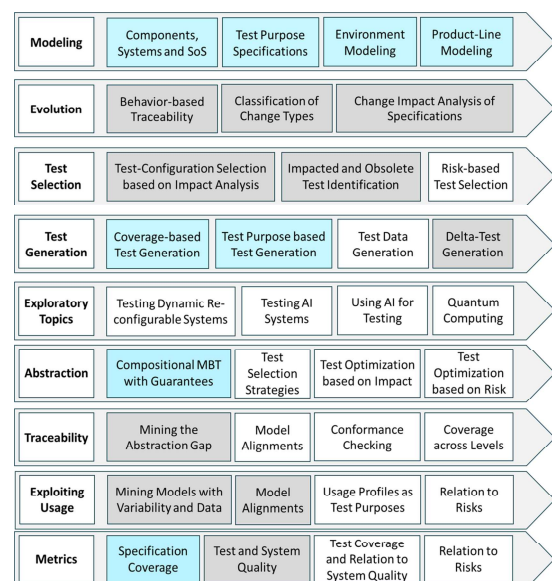 Modeling
Components,
Systems and SoS
Test Purpose
Specifications
Environment
Modeling
Product-Line
Modeling
Evolution
Behavior-based
Traceability
Classification of
Change Types
Change Impact Analysis of
Specifications
Test
Selection
Test-Configuration Selection
based on Impact Analysis
Impacted and Obsolete
Test Identification
Risk-based
Test Selection
Test
Generation
Coverage-based
Test Generation
Test Purpose based
Test Generation
Test Data
Generation
Delta-Test
Generation
Exploratory
Topics
Testing Dynamic Re-
configurable Systems
Testing AI
Systems
Using AI for
Testing
Quantum
Computing
Abstraction
Compositional MBT
with Guarantees
Test
Selection
Strategies
Test Optimization
based on Impact
Test
Optimization
based on Risk
Traceability
Mining the
Abstraction Gap
Model
Alignments
Conformance
Checking
Coverage
across Levels
Exploiting
Usage
Mining Models with
Variability and Data
Model
Alignments
Usage Profiles as
Test Purposes
Relation to
Risks
Metrics
Specification
Coverage
Test and System
Quality
Test Coverage
and Relation to
System Quality
Relation to
Risks